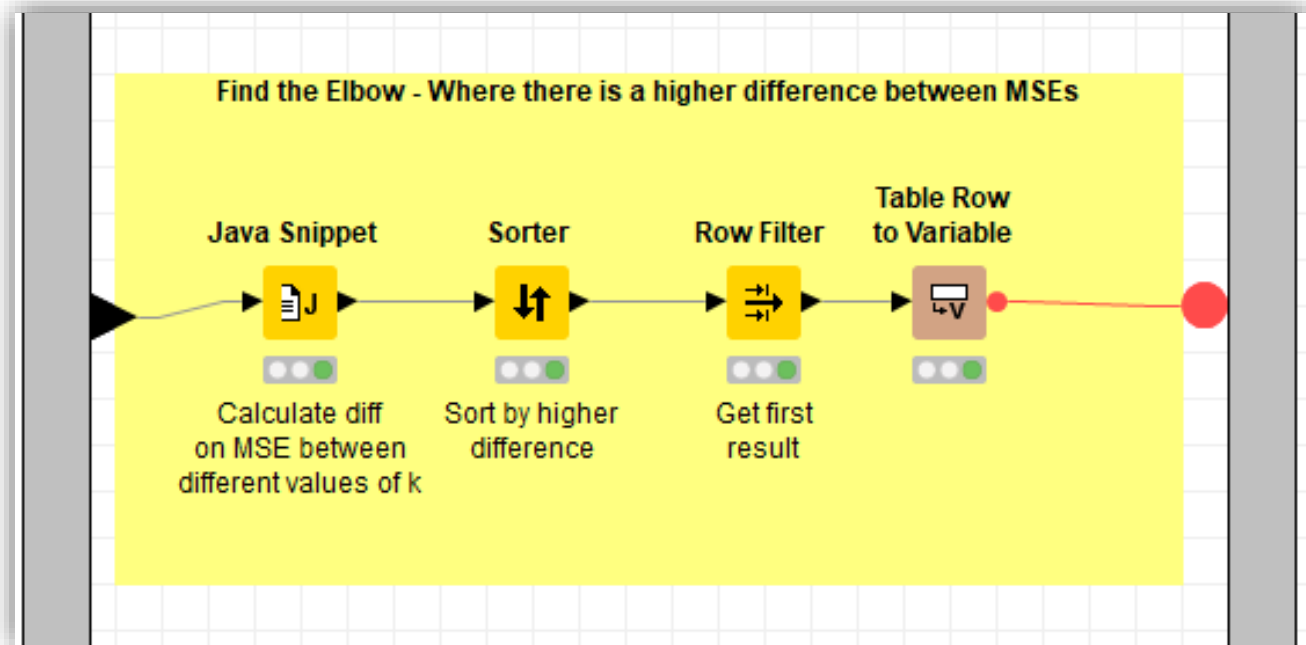 Find the Elbow - Where there is a higher difference between MSEs
Java Snippet
Sorter
Row Filter
Table Row
to Variable
J
V
Calculate diff
on MSE between
different values of k
Sort by higher
difference
Get first
result